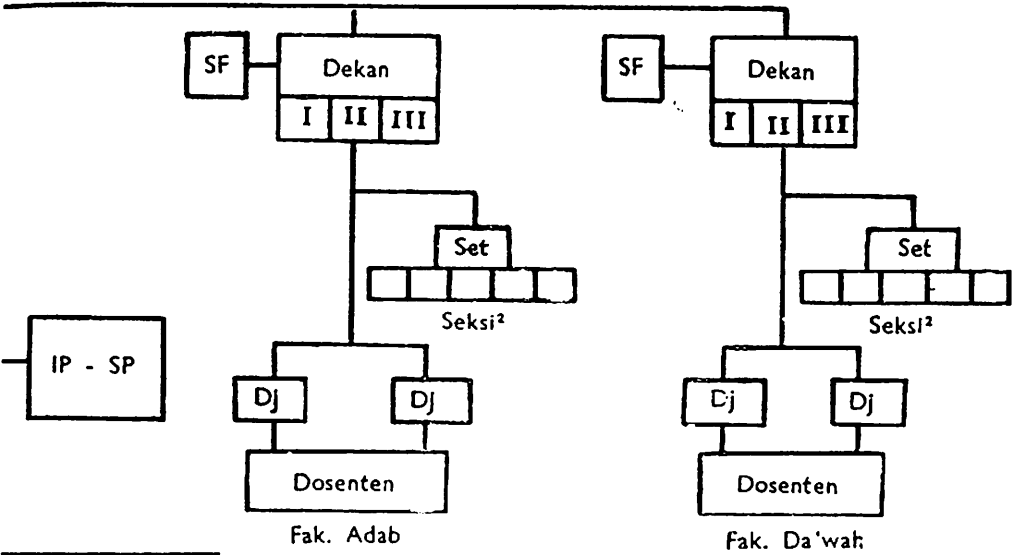 SF
Dekan
I II III
Set
Seksi²
IP - SP
Dj
Dj
Dosenten
Fak. Adab
SF
Dekan
I II III
Set
Seksi²
Dj
Dj
Dosenten
Fak. Da'wah